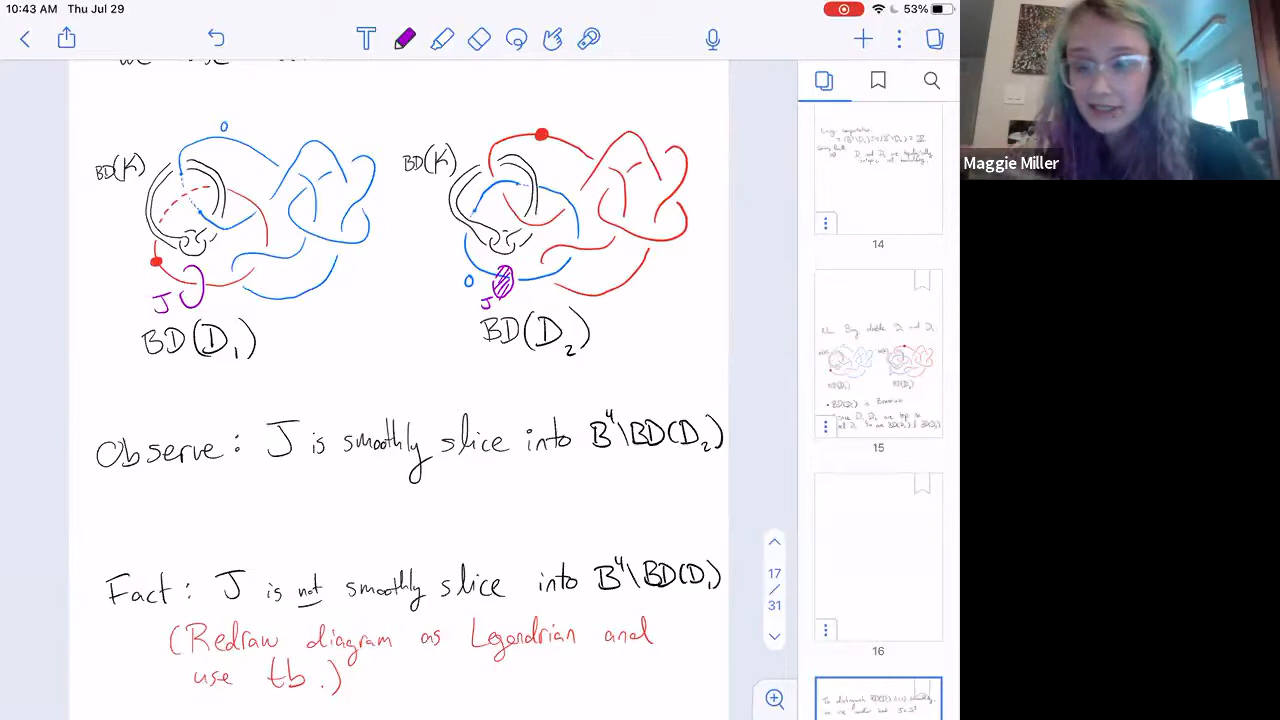 10:43 AM Thu Jul 29
53%
Maggie Miller
0
BD(K)
J
BD(D1)
BD(K)
0
J
BD(D2)
Observe: J is smoothly slice into B⁴\BD(D2)
Fact: J is not smoothly slice into B⁴\BD(D1)
(Redraw diagram as Legendrian and
use tb.)
17
/
31
14
15
16